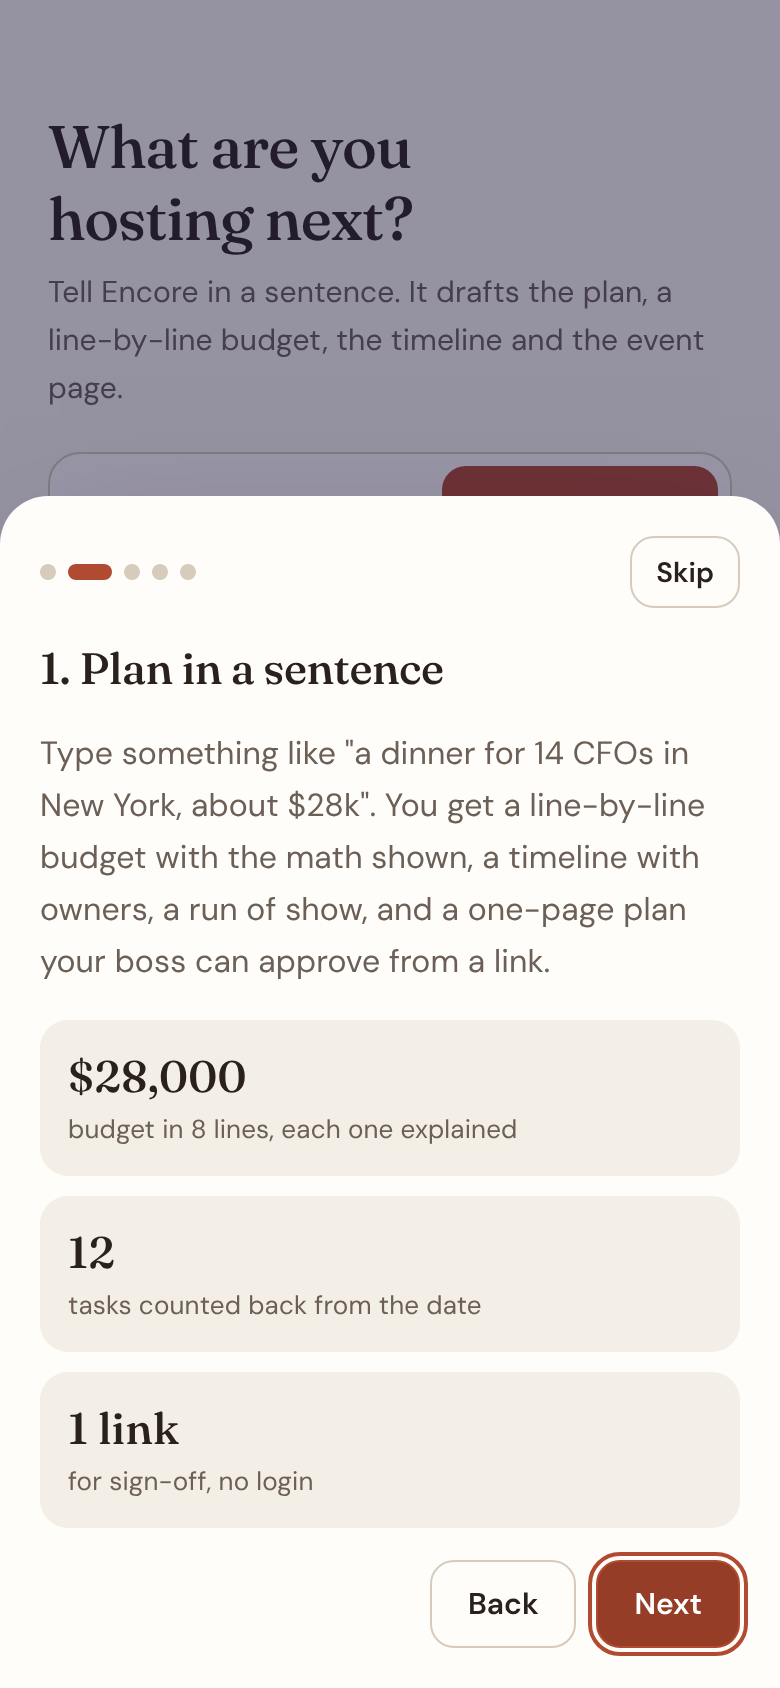 What are you
hosting next?
Tell Encore in a sentence. It drafts the plan, a
line-by-line budget, the timeline and the event
page.
Skip
1. Plan in a sentence
Type something like "a dinner for 14 CFOs in
New York, about $28k". You get a line-by-line
budget with the math shown, a timeline with
owners, a run of show, and a one-page plan
your boss can approve from a link.
$28,000
budget in 8 lines, each one explained
12
tasks counted back from the date
1 link
for sign-off, no login
Back
Next